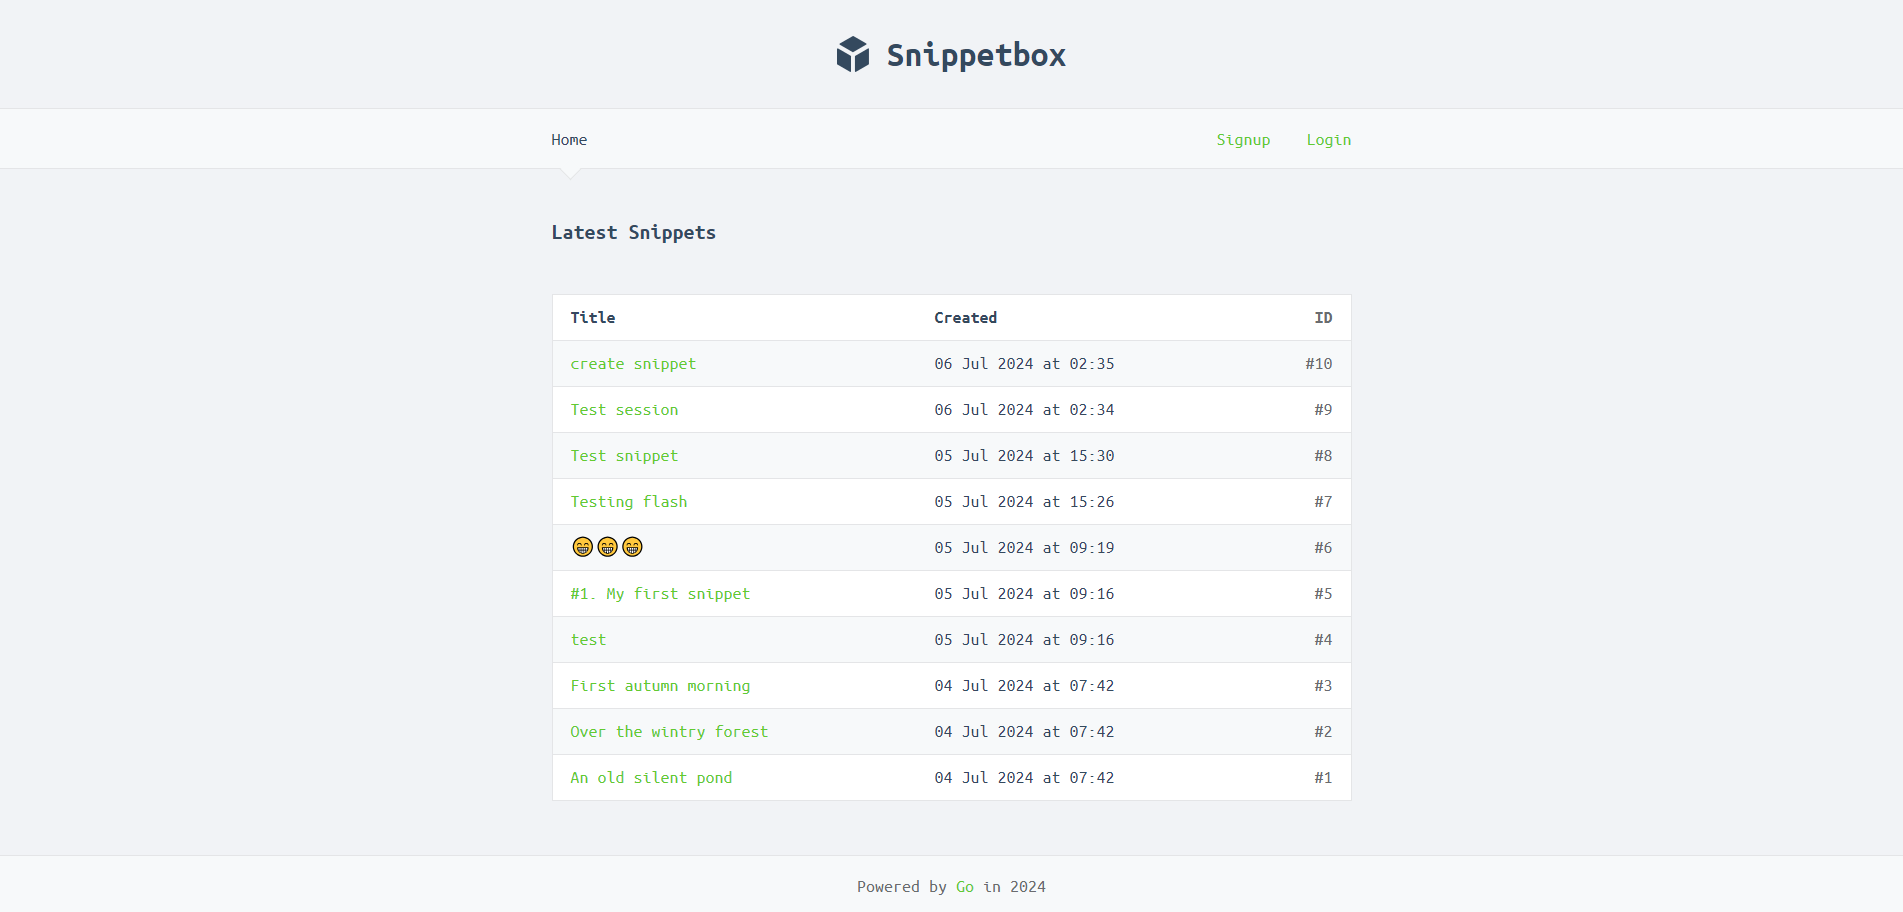 Snippetbox
Home Signup Login
Latest Snippets
Title Created ID
create snippet 06 Jul 2024 at 02:35 #10
Test session 06 Jul 2024 at 02:34 #9
Test snippet 05 Jul 2024 at 15:30 #8
Testing flash 05 Jul 2024 at 15:26 #7
😁😁😁 05 Jul 2024 at 09:19 #6
#1. My first snippet 05 Jul 2024 at 09:16 #5
test 05 Jul 2024 at 09:16 #4
First autumn morning 04 Jul 2024 at 07:42 #3
Over the wintry forest 04 Jul 2024 at 07:42 #2
An old silent pond 04 Jul 2024 at 07:42 #1
Powered by Go in 2024